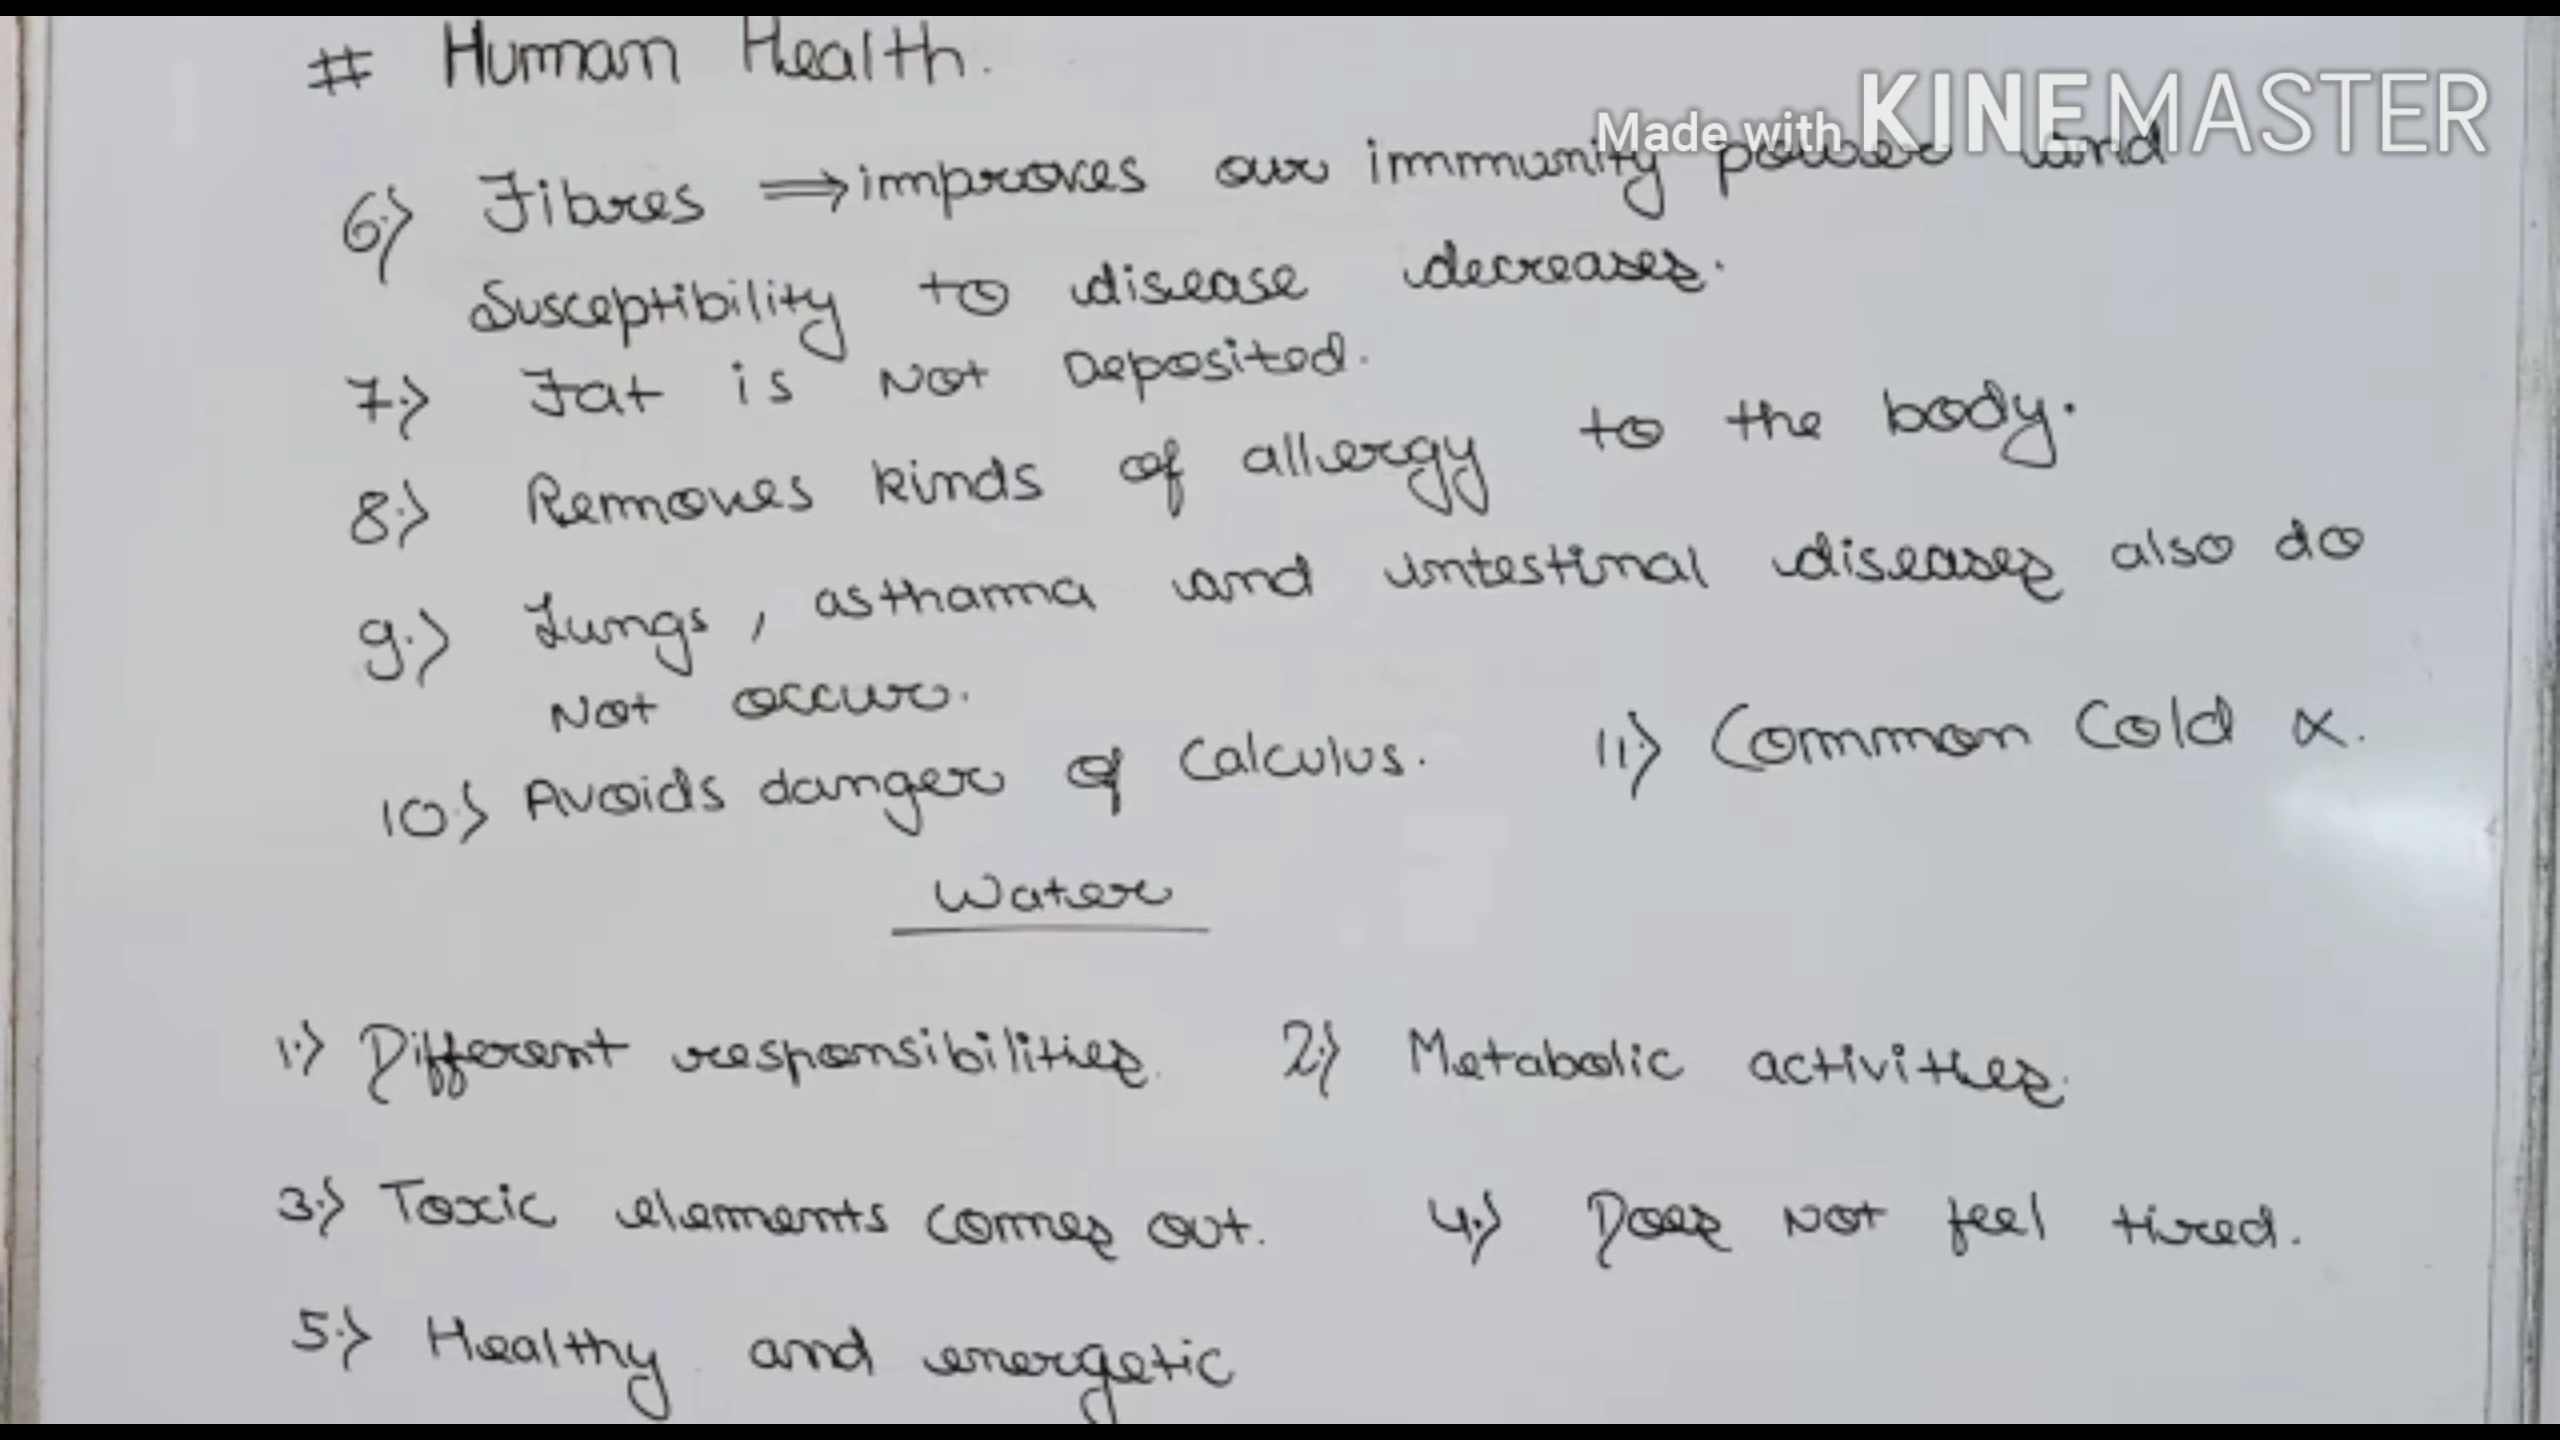 # Human Health.
Made with KINEMASTER
6.) Fibres ⇒ improves our immunity power and
Susceptibility to disease decreases.
7.) Fat is Not Deposited.
8.) Removes kinds of allergy to the body.
9.) Lungs, asthama and intestinal diseases also do
Not occur.
10.) Avoids danger of Calculus. 11.) Common Cold x.
Water
1.) Different responsibilities. 2.) Metabolic activities.
3.) Toxic elements comes out. 4.) Does Not feel tired.
5.) Healthy and energetic